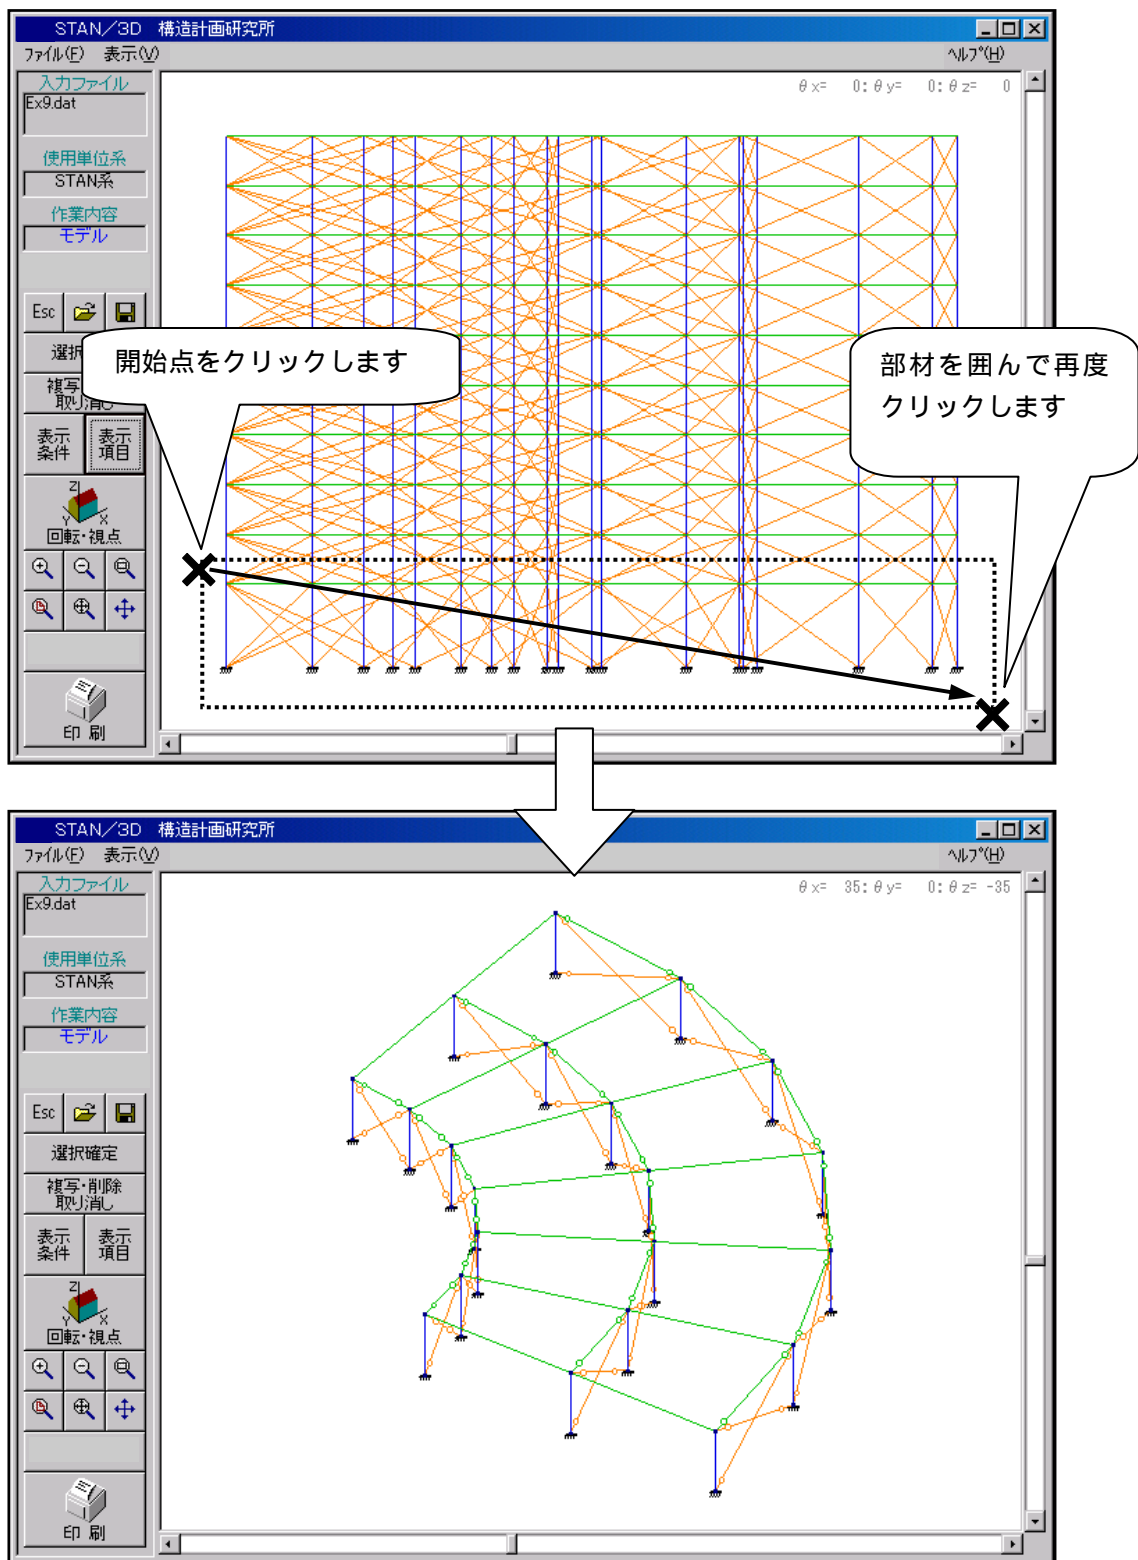 STAN／3D　構造計画研究所
ファイル(F)　表示(V)
ヘルプ(H)
入力ファイル
Ex9.dat
使用単位系
STAN系
作業内容
モデル
θx=　0:θy=　0:θz=　0
Esc
選択
複写
取り消し
表示
条件
表示
項目
Z
Y
X
回転・視点
印 刷
開始点をクリックします
部材を囲んで再度
クリックします
STAN／3D　構造計画研究所
ファイル(F)　表示(V)
ヘルプ(H)
入力ファイル
Ex9.dat
使用単位系
STAN系
作業内容
モデル
θx=　35:θy=　0:θz= -35
Esc
選択確定
複写・削除
取り消し
表示
条件
表示
項目
Z
Y
X
回転・視点
印 刷